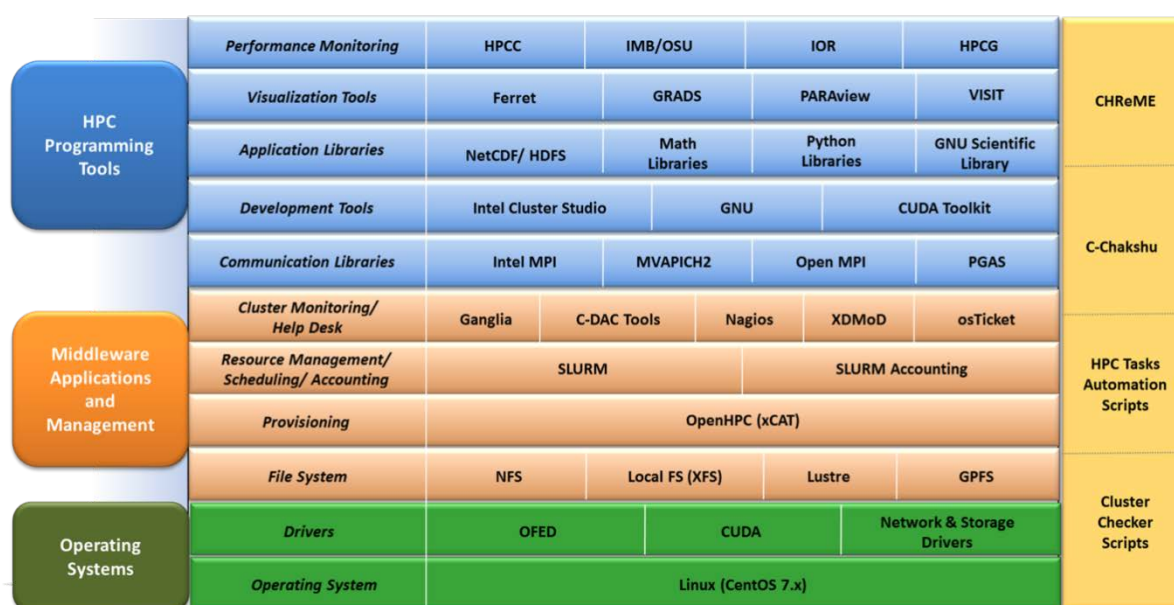 Performance Monitoring HPCC IMB/OSU IOR HPCG
Visualization Tools Ferret GRADS PARAview VISIT
Application Libraries NetCDF/ HDFS Math Libraries Python Libraries GNU Scientific Library
Development Tools Intel Cluster Studio GNU CUDA Toolkit
Communication Libraries Intel MPI MVAPICH2 Open MPI PGAS
Cluster Monitoring/ Help Desk Ganglia C-DAC Tools Nagios XDMoD osTicket
Resource Management/ Scheduling/ Accounting SLURM SLURM Accounting
Provisioning OpenHPC (xCAT)
File System NFS Local FS (XFS) Lustre GPFS
Drivers OFED CUDA Network & Storage Drivers
Operating System Linux (CentOS 7.x)
HPC
Programming
Tools
Middleware
Applications
and
Management
Operating
Systems
CHReME
C-Chakshu
HPC Tasks
Automation
Scripts
Cluster
Checker
Scripts